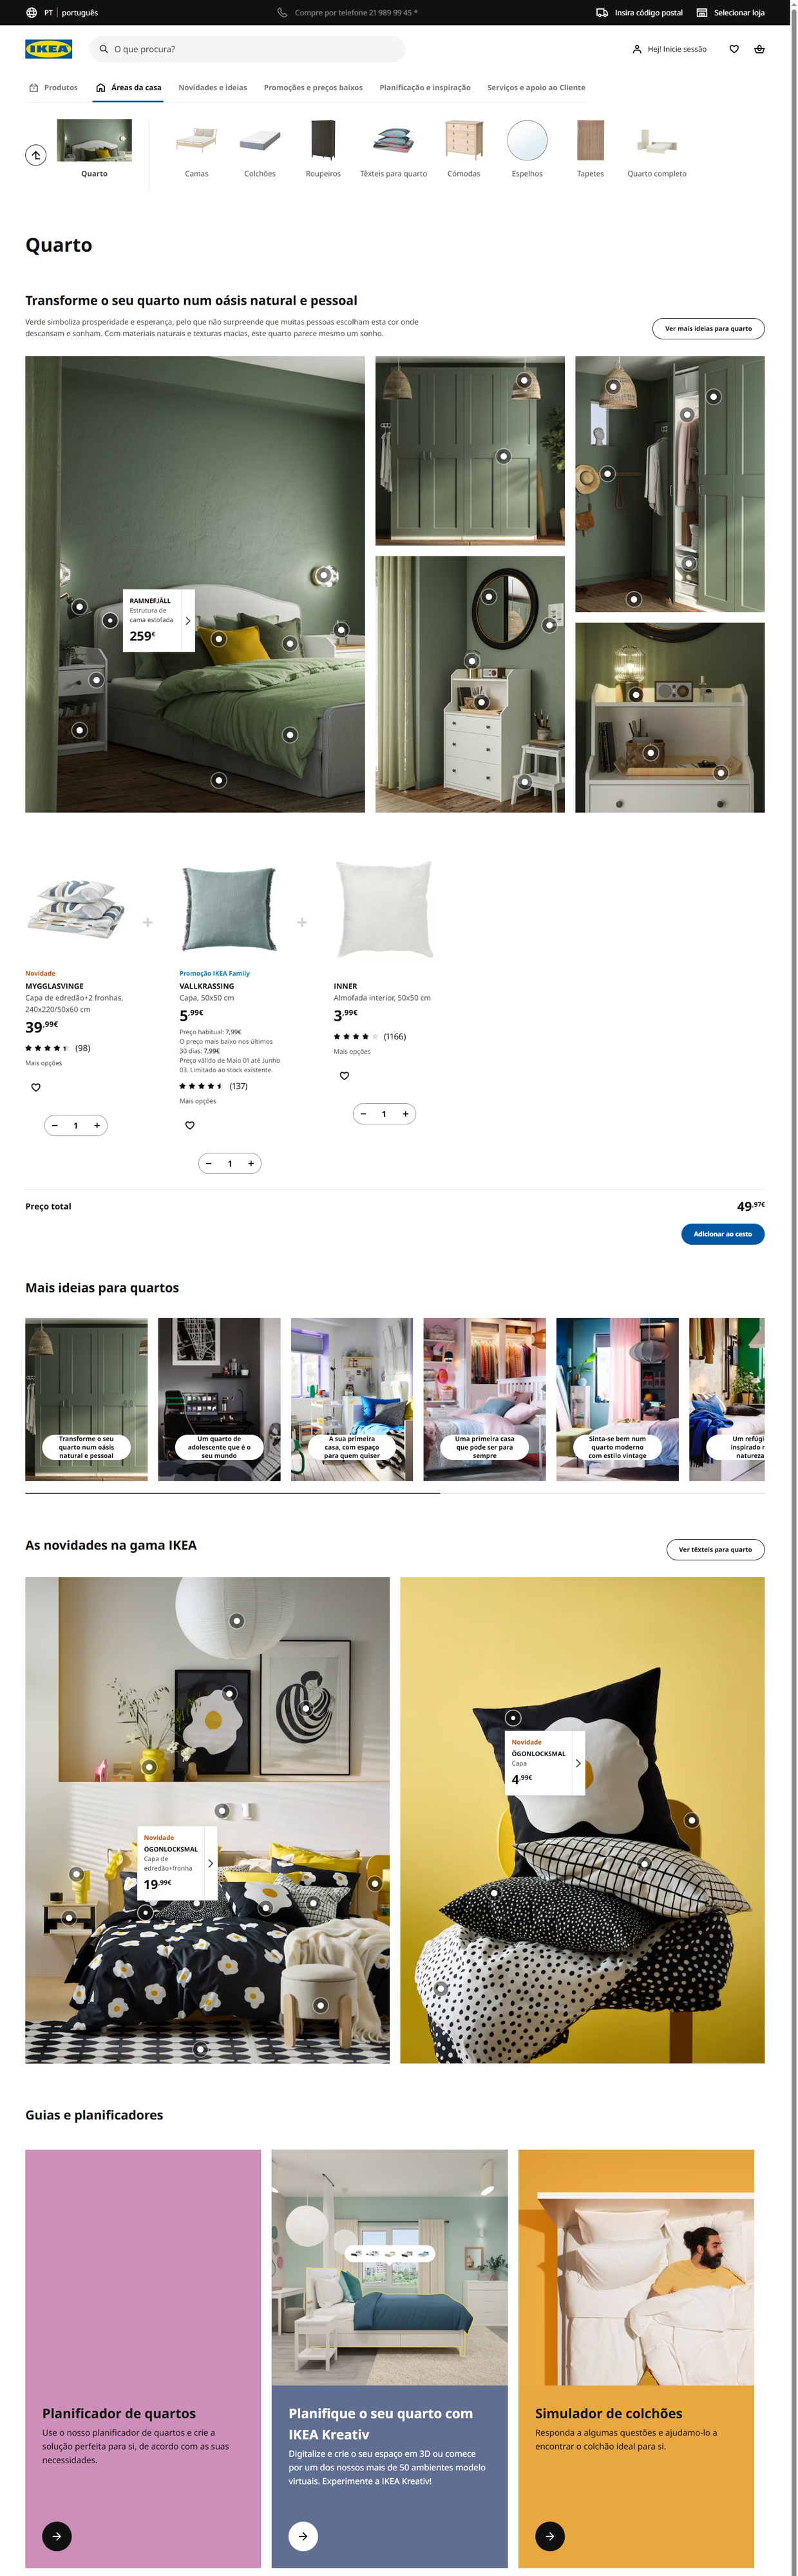 PT | português
Compre por telefone 21 989 99 45 *
Insira código postal
Selecionar loja
IKEA
O que procura?
Hej! Inicie sessão
Produtos
Áreas da casa
Novidades e ideias
Promoções e preços baixos
Planificação e inspiração
Serviços e apoio ao Cliente
Quarto
Camas
Colchões
Roupeiros
Têxteis para quarto
Cómodas
Espelhos
Tapetes
Quarto completo
Quarto
Transforme o seu quarto num oásis natural e pessoal
Verde simboliza prosperidade e esperança, pelo que não surpreende que muitas pessoas escolham esta cor onde
descansam e sonham. Com materiais naturais e texturas macias, este quarto parece mesmo um sonho.
Ver mais ideias para quarto
RAMNEFJÄLL
Estrutura de
cama estofada
259€
Novidade
MYGGLASVINGE
Capa de edredão+2 fronhas,
240x220/50x60 cm
39,99€
(98)
Mais opções
1
Promoção IKEA Family
VALLKRASSING
Capa, 50x50 cm
5,99€
Preço habitual: 7,99€
O preço mais baixo nos últimos
30 dias: 7,99€
Preço válido de Maio 01 até Junho
03. Limitado ao stock existente.
(137)
Mais opções
1
INNER
Almofada interior, 50x50 cm
3,99€
(1166)
Mais opções
1
Preço total
49,97€
Adicionar ao cesto
Mais ideias para quartos
Transforme o seu
quarto num oásis
natural e pessoal
Um quarto de
adolescente que é o
seu mundo
A sua primeira
casa, com espaço
para quem quiser
Uma primeira casa
que pode ser para
sempre
Sinta-se bem num
quarto moderno
com estilo vintage
Um refúgi
inspirado r
natureza
As novidades na gama IKEA
Ver têxteis para quarto
Novidade
ÖGONLOCKSMAL
Capa de
edredão+fronha
19,99€
Novidade
ÖGONLOCKSMAL
Capa
4,99€
Guias e planificadores
Planificador de quartos
Use o nosso planificador de quartos e crie a
solução perfeita para si, de acordo com as suas
necessidades.
Planifique o seu quarto com
IKEA Kreativ
Digitalize e crie o seu espaço em 3D ou comece
por um dos nossos mais de 50 ambientes modelo
virtuais. Experimente a IKEA Kreativ!
Simulador de colchões
Responda a algumas questões e ajudamo-lo a
encontrar o colchão ideal para si.